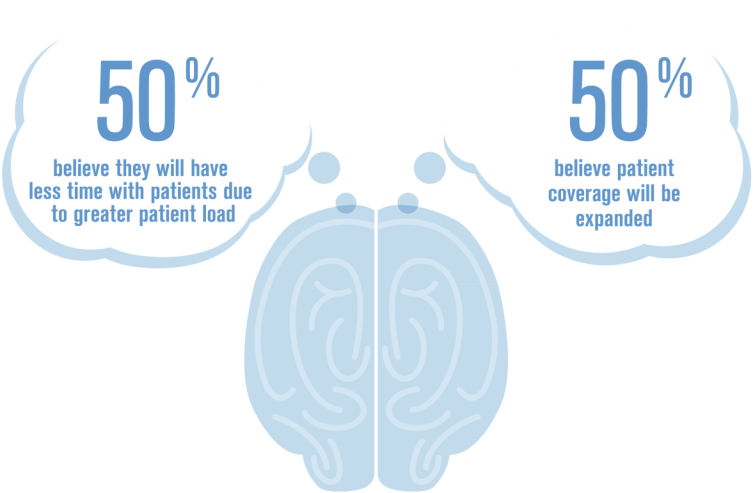 50%
believe they will have
less time with patients due
to greater patient load
50%
believe patient
coverage will be
expanded